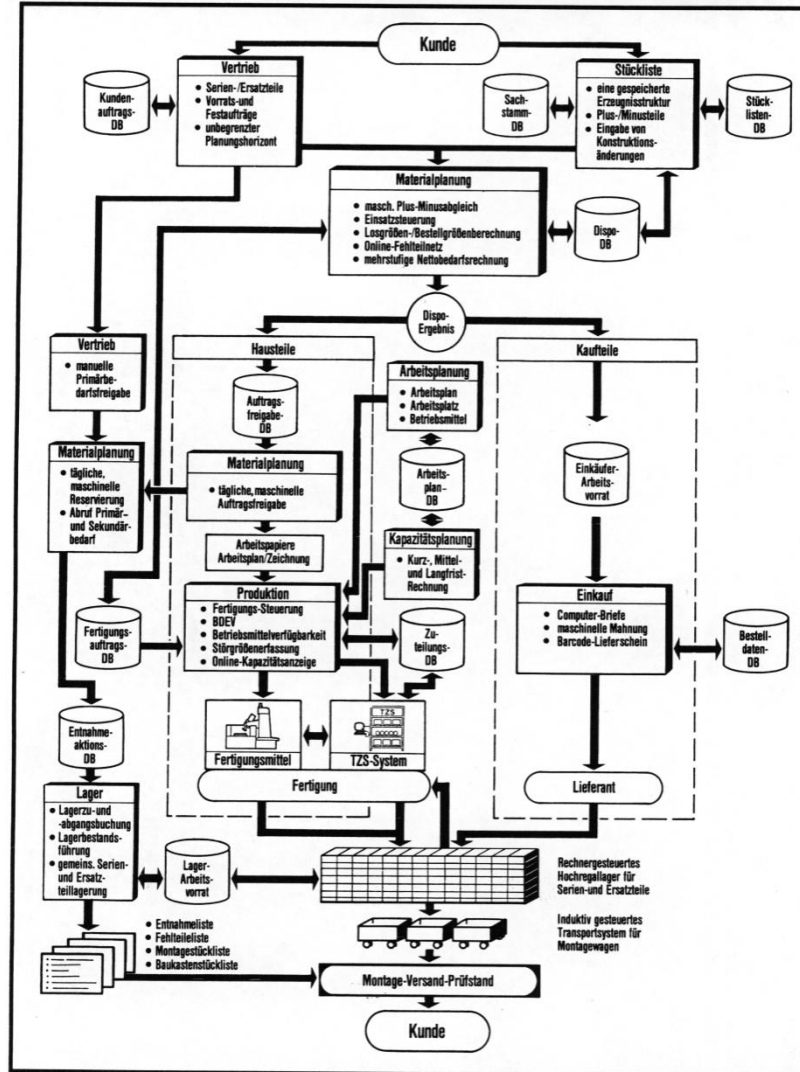 Kunde
Vertrieb
• Serien-/Ersatzteile
• Vorrats-und
Festaufträge
• unbegrenzter
Planungshorizont
Kunden-
auftrags-
DB
Stückliste
• eine gespeicherte
Erzeugnisstruktur
• Plus-/Minusteile
• Eingabe von
Konstruktions-
änderungen
Sach-
stamm-
DB
Stück-
listen-
DB
Materialplanung
• masch. Plus-Minusabgleich
• Einsatzsteuerung
• Losgrößen-/Bestellgrößenberechnung
• Online-Fehlteilnetz
• mehrstufige Nettobedarfsrechnung
Dispo-
DB
Dispo-
Ergebnis
Vertrieb
• manuelle
Primärbe-
darfsfreigabe
Hausteile
Kaufteile
Auftrags-
freigabe-
DB
Arbeitsplanung
• Arbeitsplan
• Arbeitsplatz
• Betriebsmittel
Materialplanung
• tägliche,
maschinelle
Reservierung
• Abruf Primär-
und Sekundär-
bedarf
Materialplanung
• tägliche, maschinelle
Auftragsfreigabe
Arbeits-
plan-
DB
Einkäufer-
Arbeits-
vorrat
Arbeitspapiere
Arbeitsplan/Zeichnung
Kapazitätsplanung
• Kurz-, Mittel-
und Langfrist-
Rechnung
Produktion
• Fertigungs-Steuerung
• BDEV
• Betriebsmittelverfügbarkeit
• Störgrößenerfassung
• Online-Kapazitätsanzeige
Einkauf
• Computer-Briefe
• maschinelle Mahnung
• Barcode-Lieferschein
Fertigungs-
auftrags-
DB
Zu-
teilungs-
DB
Bestell-
daten-
DB
Entnahme-
aktions-
DB
TZS
Fertigungsmittel
TZS-System
Fertigung
Lieferant
Lager
• Lagerzu-und
-abgangsbuchung
• Lagerbestands-
führung
• gemeins. Serien-
und Ersatz-
teillagerung
Lager-
Arbeits-
vorrat
Rechnergesteuertes
Hochregallager für
Serien-und Ersatzteile
Induktiv gesteuertes
Transportsystem für
Montagewagen
• Entnahmeliste
• Fehlteileliste
• Montagestückliste
• Baukastenstückliste
Montage-Versand-Prüfstand
Kunde